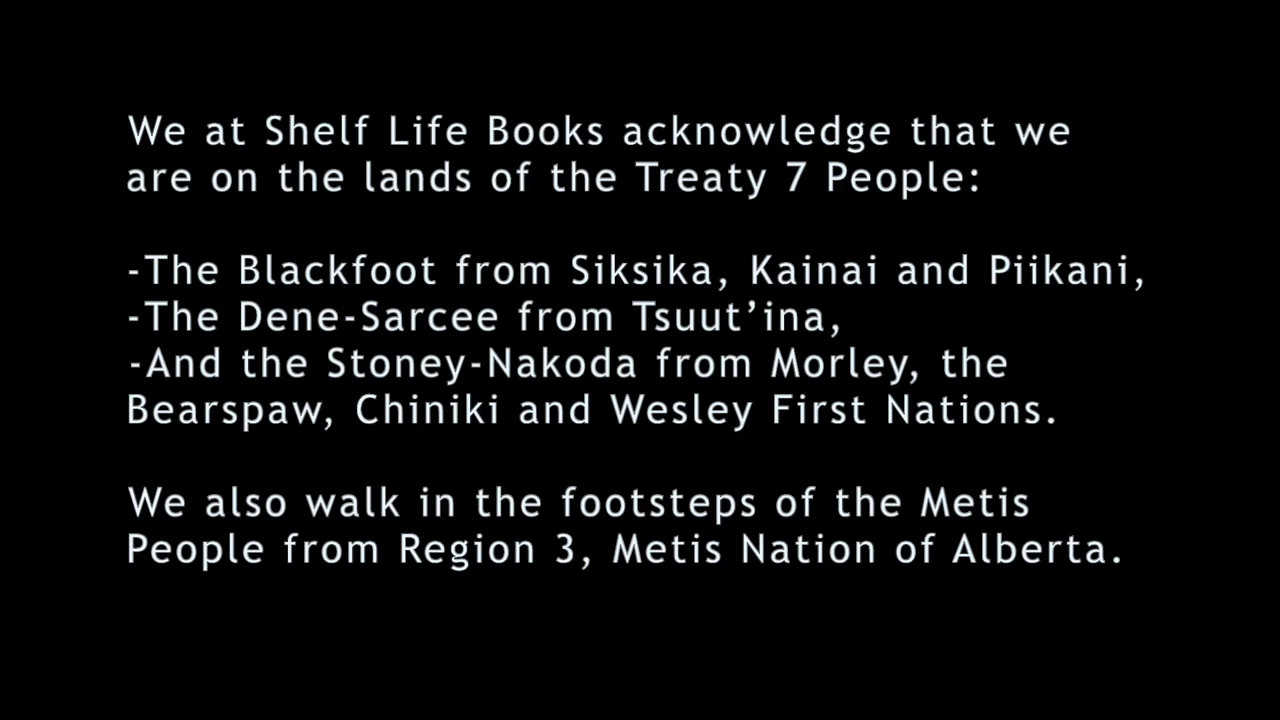 We at Shelf Life Books acknowledge that we
are on the lands of the Treaty 7 People:
-The Blackfoot from Siksika, Kainai and Piikani,
-The Dene-Sarcee from Tsuut’ina,
-And the Stoney-Nakoda from Morley, the
Bearspaw, Chiniki and Wesley First Nations.
We also walk in the footsteps of the Metis
People from Region 3, Metis Nation of Alberta.